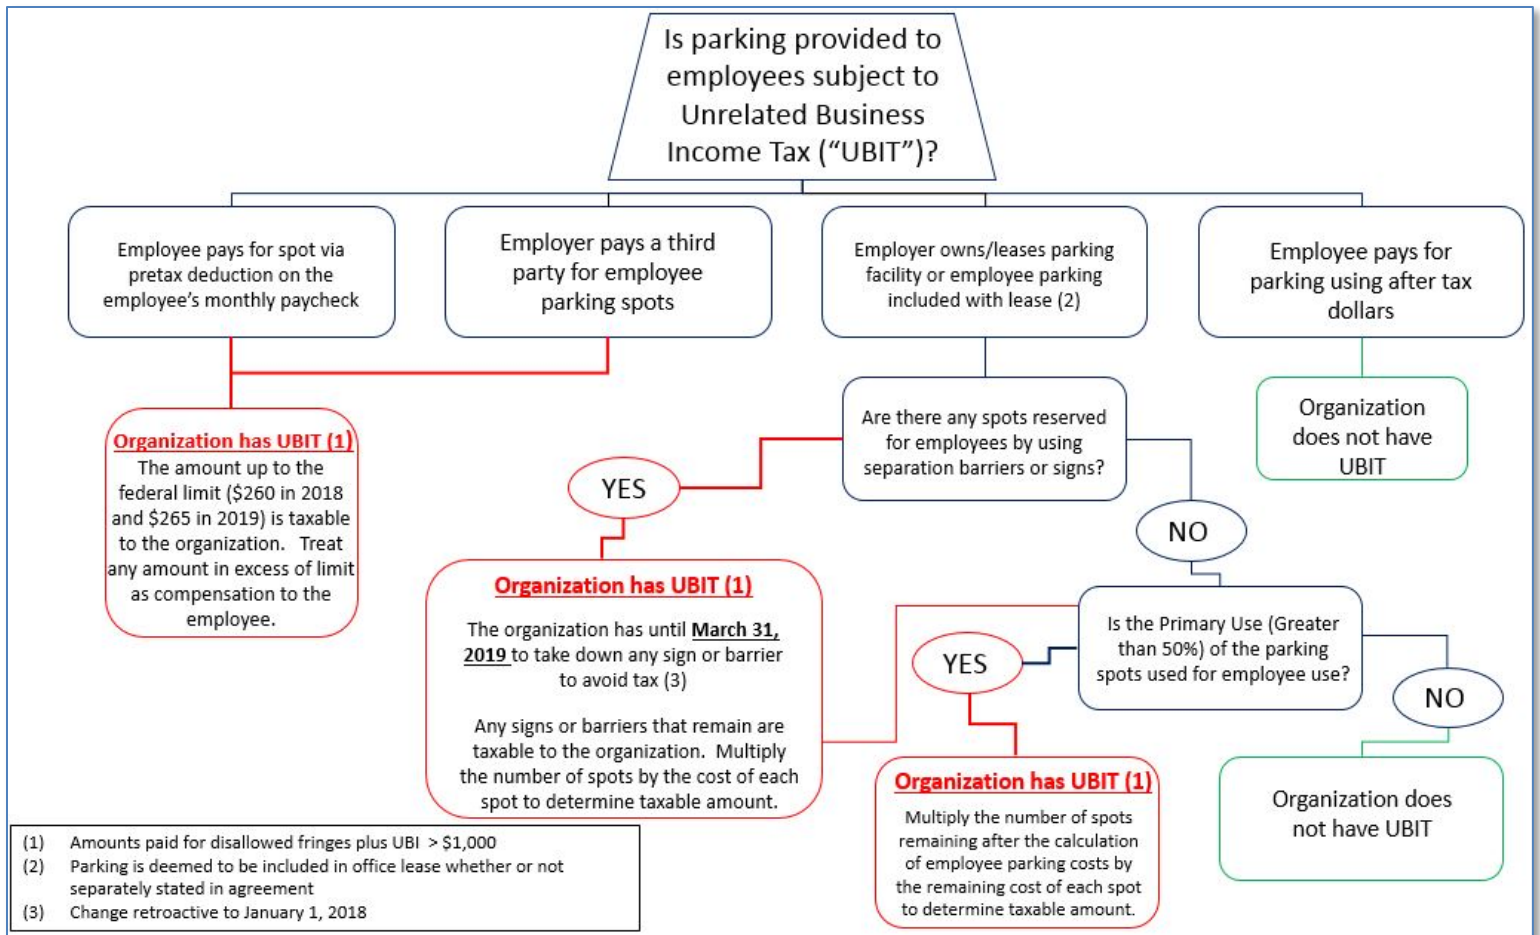 Is parking provided to
employees subject to
Unrelated Business
Income Tax (“UBIT”)?
Employee pays for spot via
pretax deduction on the
employee’s monthly paycheck
Employer pays a third
party for employee
parking spots
Employer owns/leases parking
facility or employee parking
included with lease (2)
Employee pays for
parking using after tax
dollars
Organization has UBIT (1)
The amount up to the
federal limit ($260 in 2018
and $265 in 2019) is taxable
to the organization. Treat
any amount in excess of limit
as compensation to the
employee.
Are there any spots reserved
for employees by using
separation barriers or signs?
Organization
does not have
UBIT
YES
NO
Organization has UBIT (1)
The organization has until March 31,
2019 to take down any sign or barrier
to avoid tax (3)
Any signs or barriers that remain are
taxable to the organization. Multiply
the number of spots by the cost of each
spot to determine taxable amount.
Is the Primary Use (Greater
than 50%) of the parking
spots used for employee use?
YES
NO
Organization has UBIT (1)
Multiply the number of spots
remaining after the calculation
of employee parking costs by
the remaining cost of each spot
to determine taxable amount.
Organization does
not have UBIT
(1) Amounts paid for disallowed fringes plus UBI > $1,000
(2) Parking is deemed to be included in office lease whether or not
separately stated in agreement
(3) Change retroactive to January 1, 2018